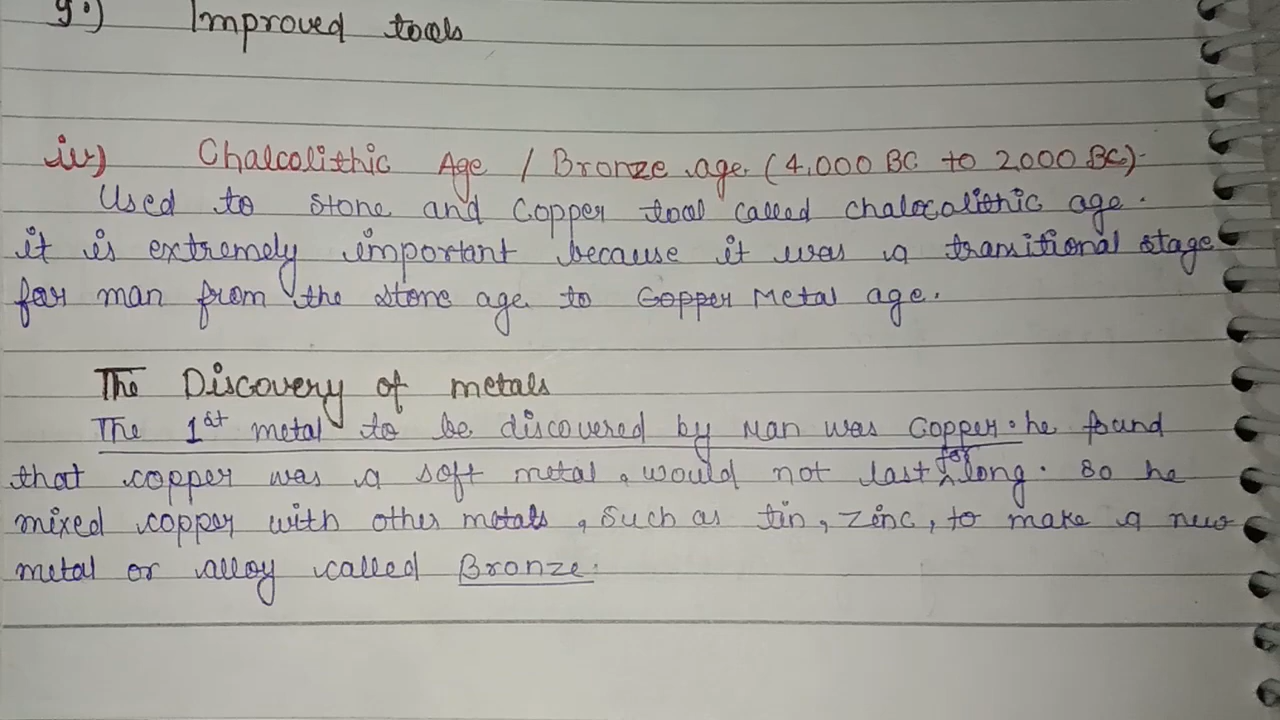 g.) Improved tools
iv) Chalcolithic Age / Bronze age (4,000 BC to 2000 BC)-
Used to stone and Copper tool called chalocolithic age.
it is extremely important because it was a transitional stage
for man from the stone age to Copper Metal age.
The Discovery of metals
The 1st metal to be discovered by Man was Copper. he found
that copper was a soft metal, would not last for long. So he
mixed copper with other metals, such as tin, zinc, to make a new
metal or alloy called Bronze.